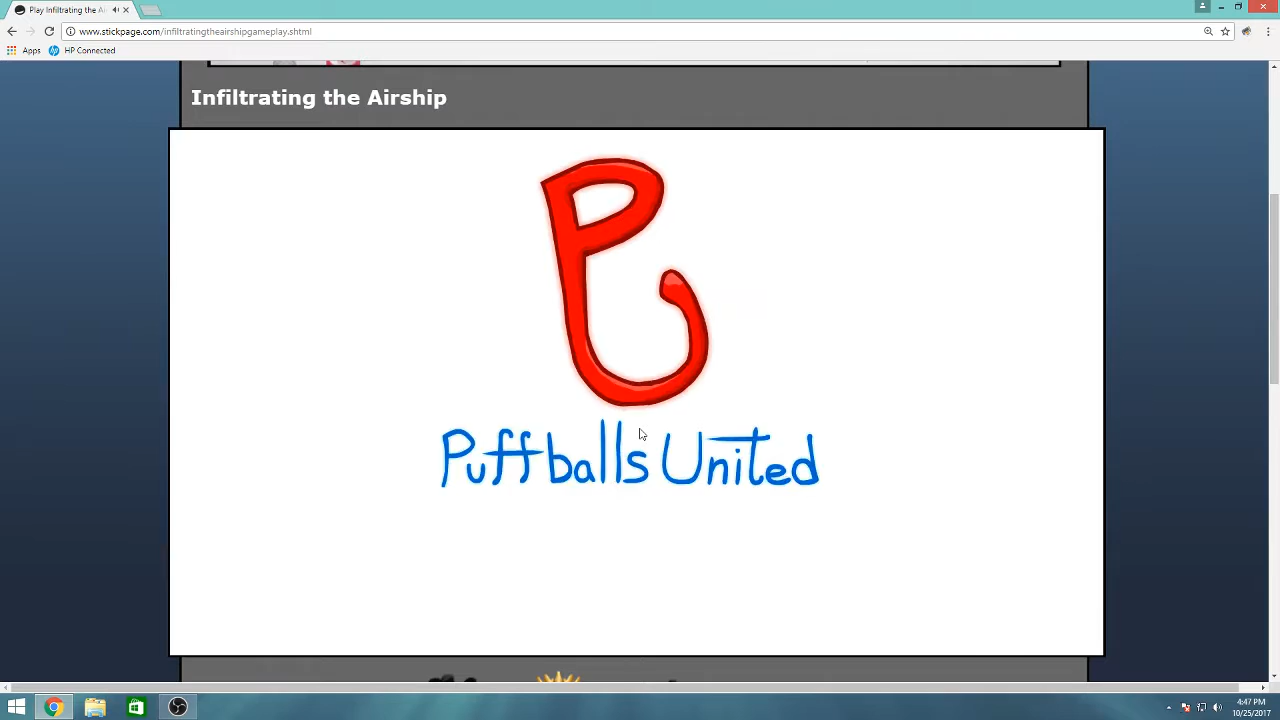 Play Infiltrating the Ai
www.stickpage.com/infiltratingtheairshipgameplay.shtml
Apps
HP Connected
Infiltrating the Airship
Puffballs United
4:47 PM
10/25/2017